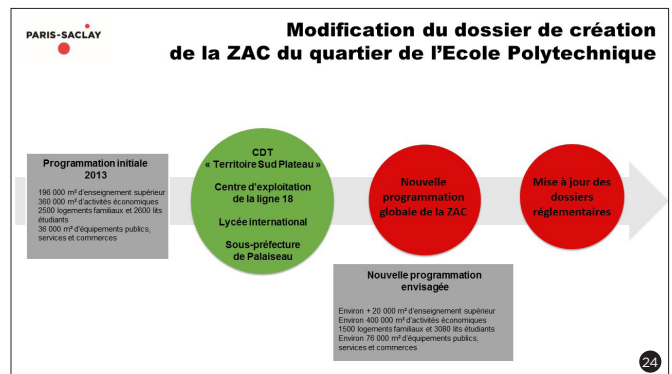 PARIS-SACLAY
Modification du dossier de création
de la ZAC du quartier de l'Ecole Polytechnique
Programmation initiale
2013
196 000 m² d'enseignement supérieur
360 000 m² d'activités économiques
2500 logements familiaux et 2600 lits
étudiants
36 000 m² d'équipements publics,
services et commerces
CDT
« Territoire Sud Plateau »
Centre d'exploitation
de la ligne 18
Lycée international
Sous-préfecture
de Palaiseau
Nouvelle
programmation
globale de la ZAC
Mise à jour des
dossiers
réglementaires
Nouvelle programmation
envisagée
Environ + 20 000 m² d'enseignement supérieur
Environ 400 000 m² d'activités économiques
1500 logements familiaux et 3080 lits étudiants
Environ 76 000 m² d'équipements publics,
services et commerces
24